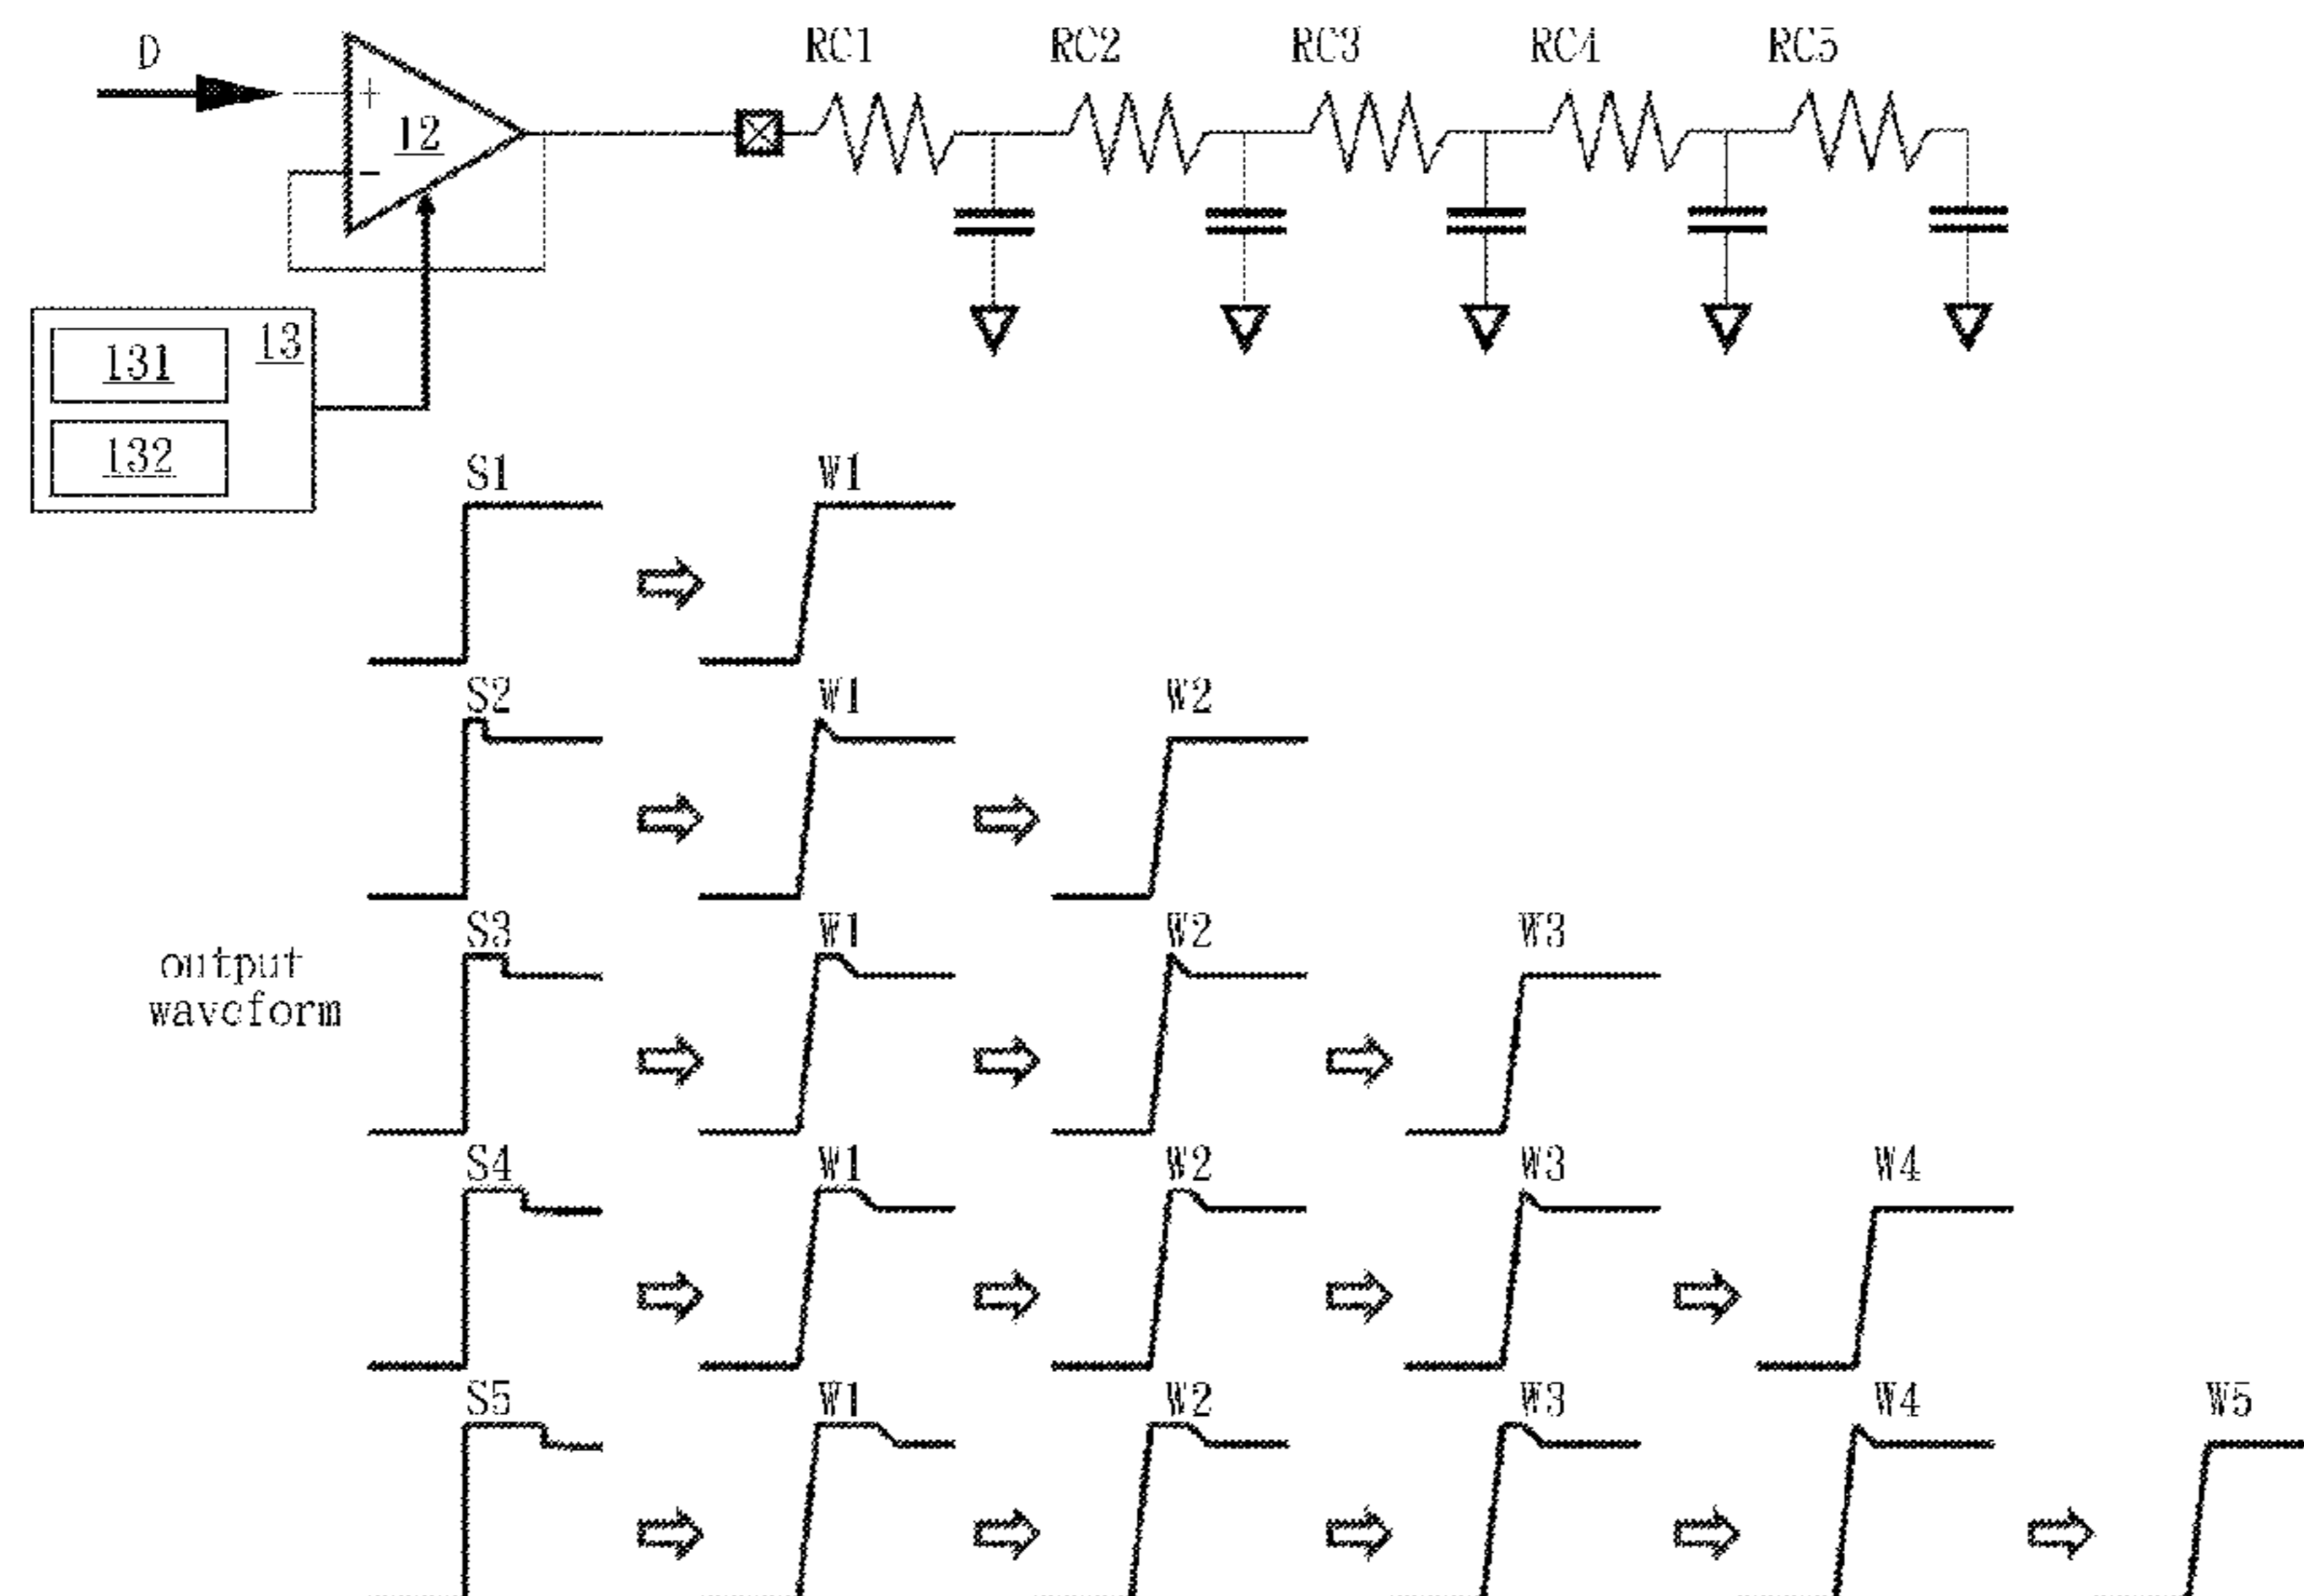 D
RC1 RC2 RC3 RC4 RC5
+
12
-
13
131
132
S1 W1
S2 W1 W2
S3 W1 W2 W3
output
waveform
S4 W1 W2 W3 W4
S5 W1 W2 W3 W4 W5